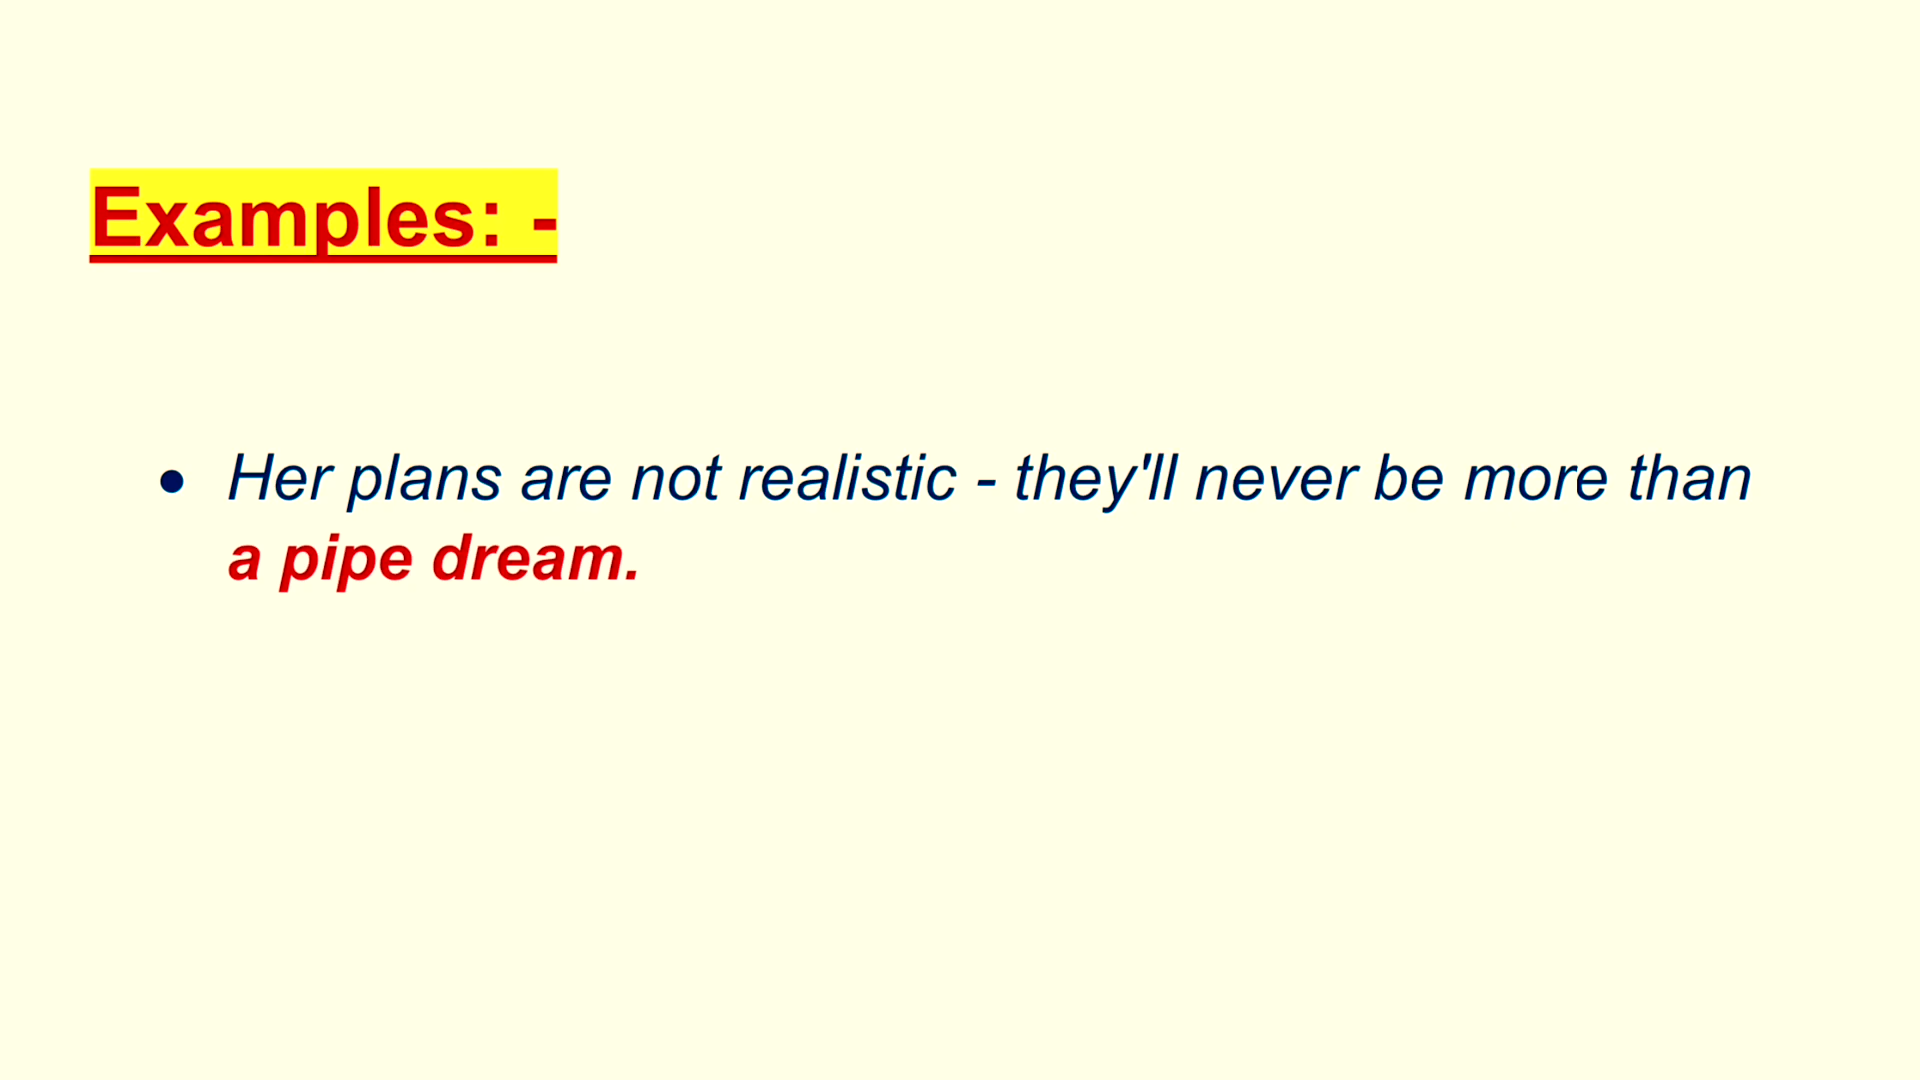 Examples: -
• Her plans are not realistic - they'll never be more than
a pipe dream.